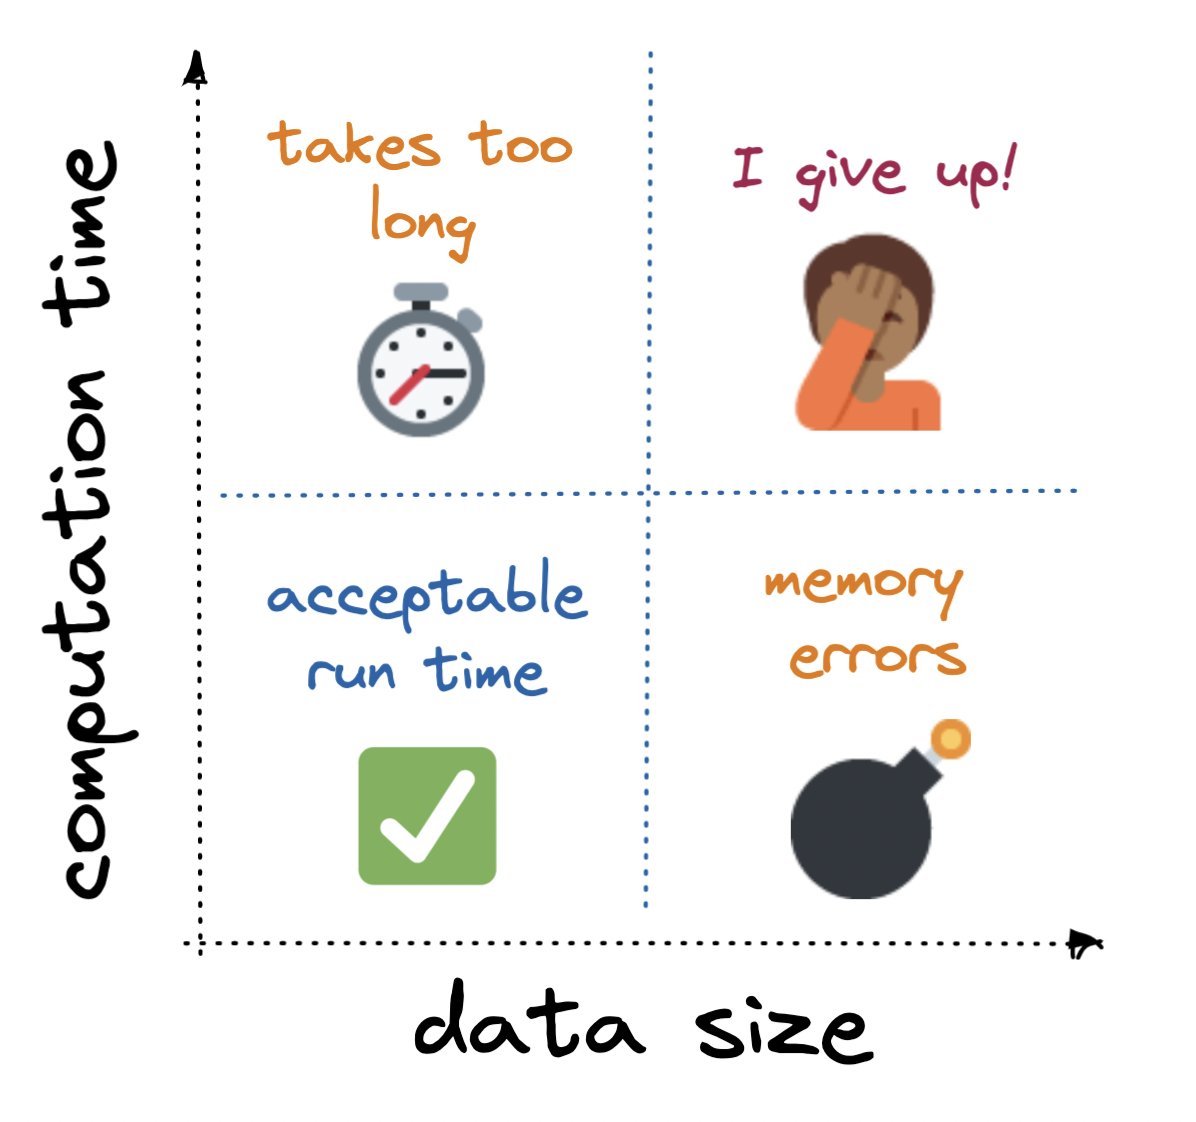 computation time
takes too
long
I give up!
acceptable
run time
memory
errors
data size